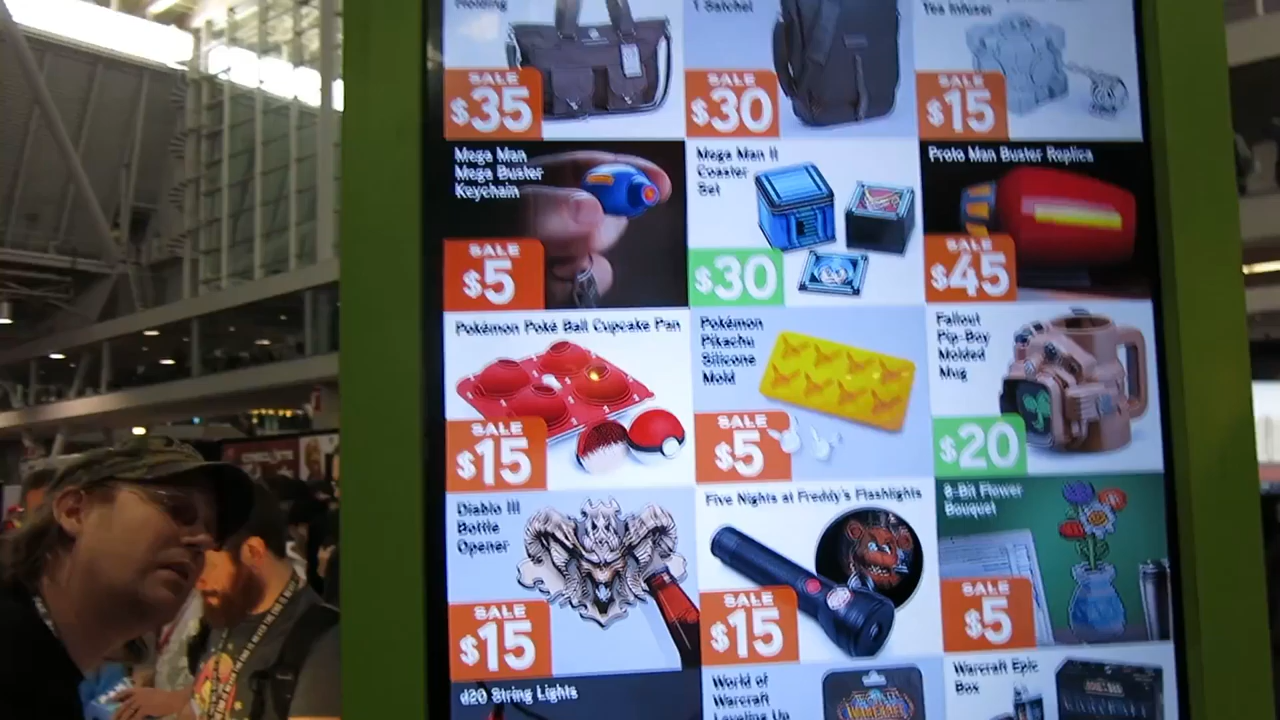 Holding
1 Satchel
Tea Infuser
SALE
$35
SALE
$30
SALE
$15
Mega Man
Mega Buster
Keychain
SALE
$5
Mega Man II
Coaster
Set
$30
Proto Man Buster Replica
SALE
$45
Pokémon Poké Ball Cupcake Pan
SALE
$15
Pokémon
Pikachu
Silicone
Mold
SALE
$5
Fallout
Pip-Boy
Molded
Mug
$20
Diablo III
Bottle
Opener
SALE
$15
Five Nights at Freddy's Flashlights
SALE
$15
8-Bit Flower
Bouquet
SALE
$5
d20 String Lights
World of
Warcraft
Leveling Up
Warcraft Epic
Box